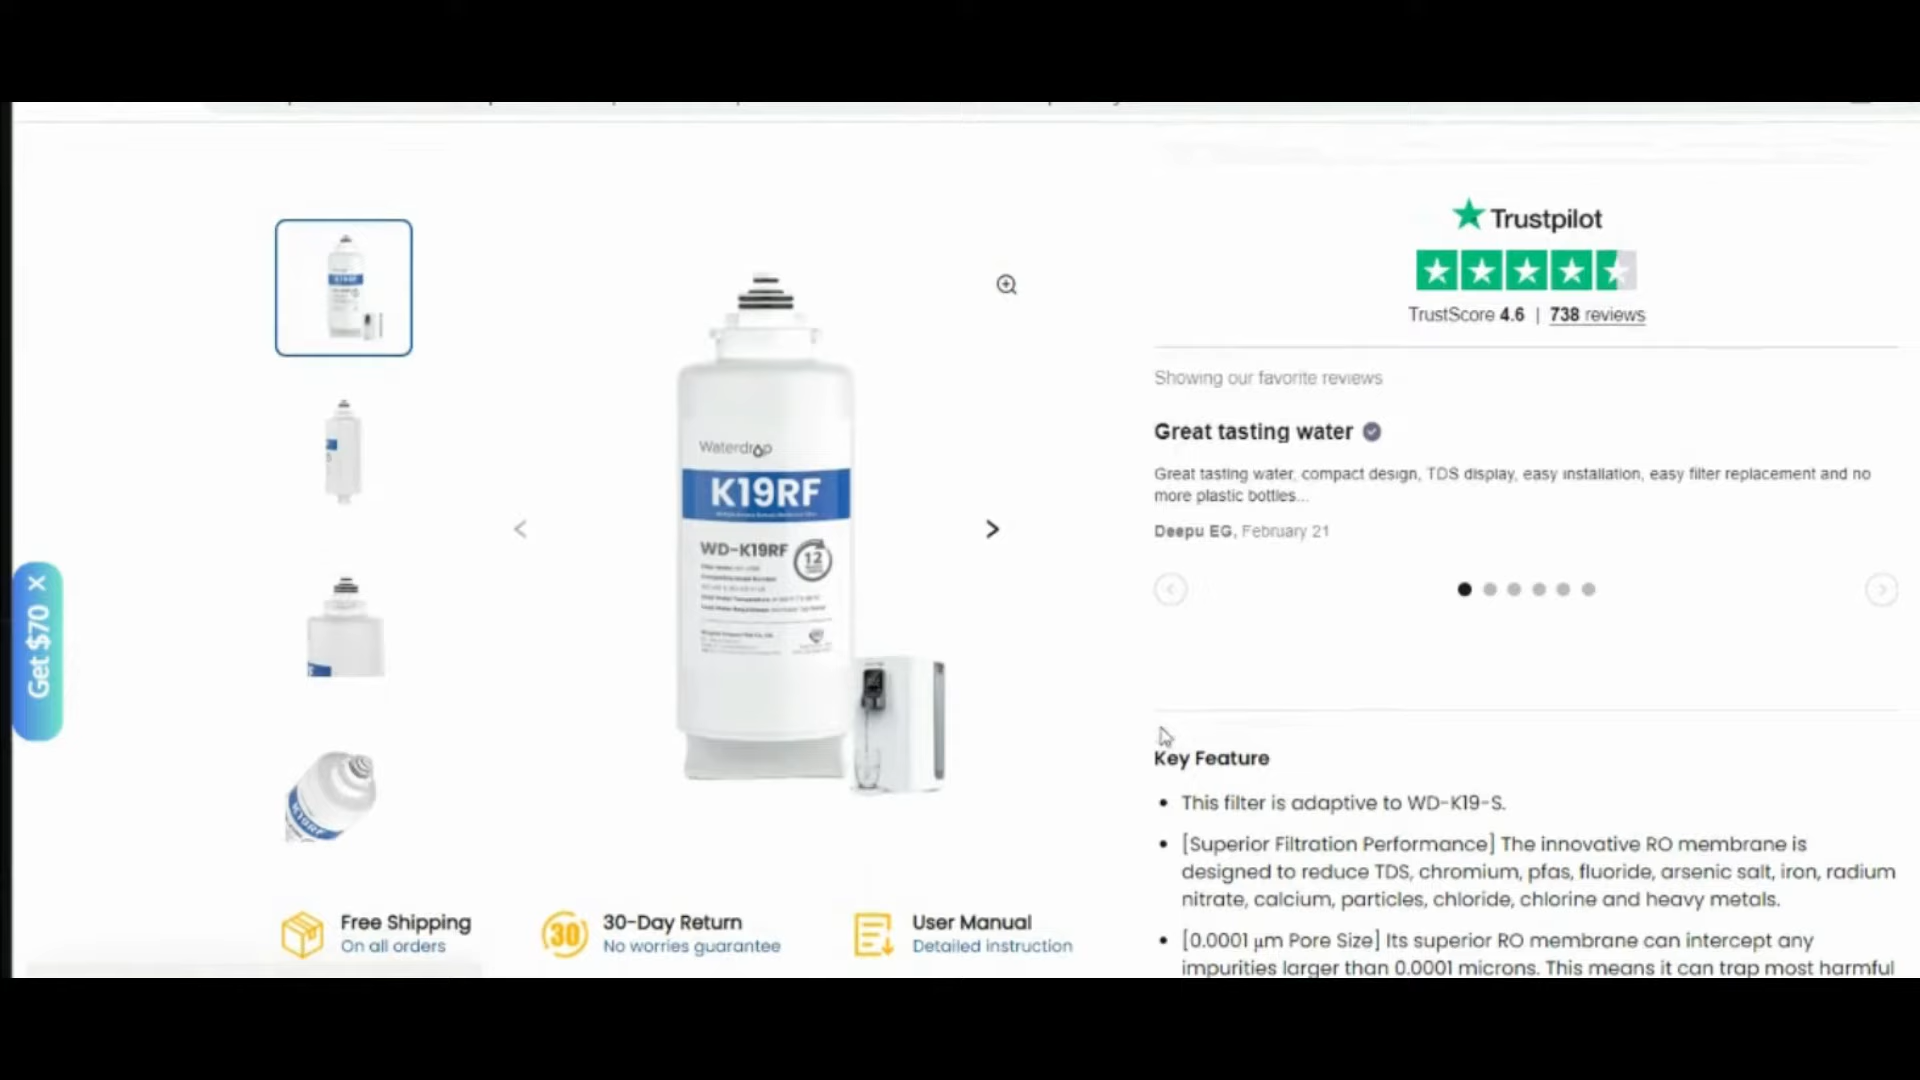 Trustpilot
TrustScore 4.6 | 738 reviews
Showing our favorite reviews
Great tasting water
Great tasting water, compact design, TDS display, easy installation, easy filter replacement and no
more plastic bottles...
Deepu EG, February 21
Waterdrop
K19RF
WD-K19RF
12
Get $70 X
Key Feature
• This filter is adaptive to WD-K19-S.
• [Superior Filtration Performance] The innovative RO membrane is
designed to reduce TDS, chromium, pfas, fluoride, arsenic salt, iron, radium
nitrate, calcium, particles, chloride, chlorine and heavy metals.
• [0.0001 μm Pore Size] Its superior RO membrane can intercept any
impurities larger than 0.0001 microns. This means it can trap most harmful
Free Shipping
On all orders
30
30-Day Return
No worries guarantee
User Manual
Detailed instruction